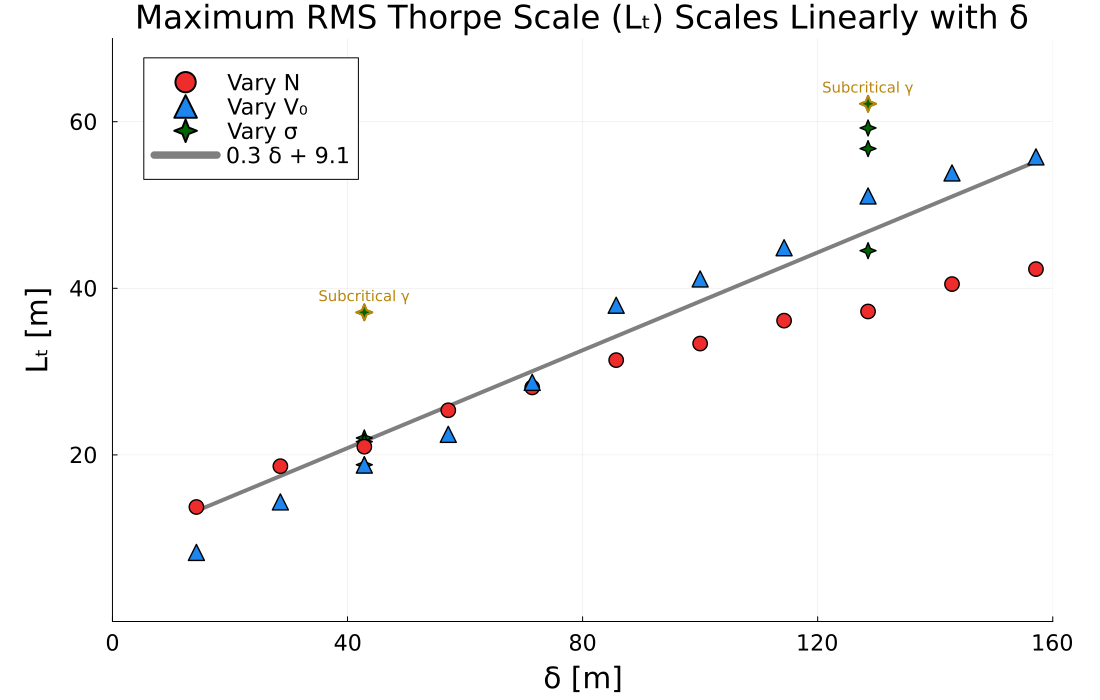 Maximum RMS Thorpe Scale (Lₜ) Scales Linearly with δ
Vary N
Vary V₀
Vary σ
0.3 δ + 9.1
Subcritical γ
Subcritical γ
60
40
20
Lₜ [m]
0
40
80
120
160
δ [m]